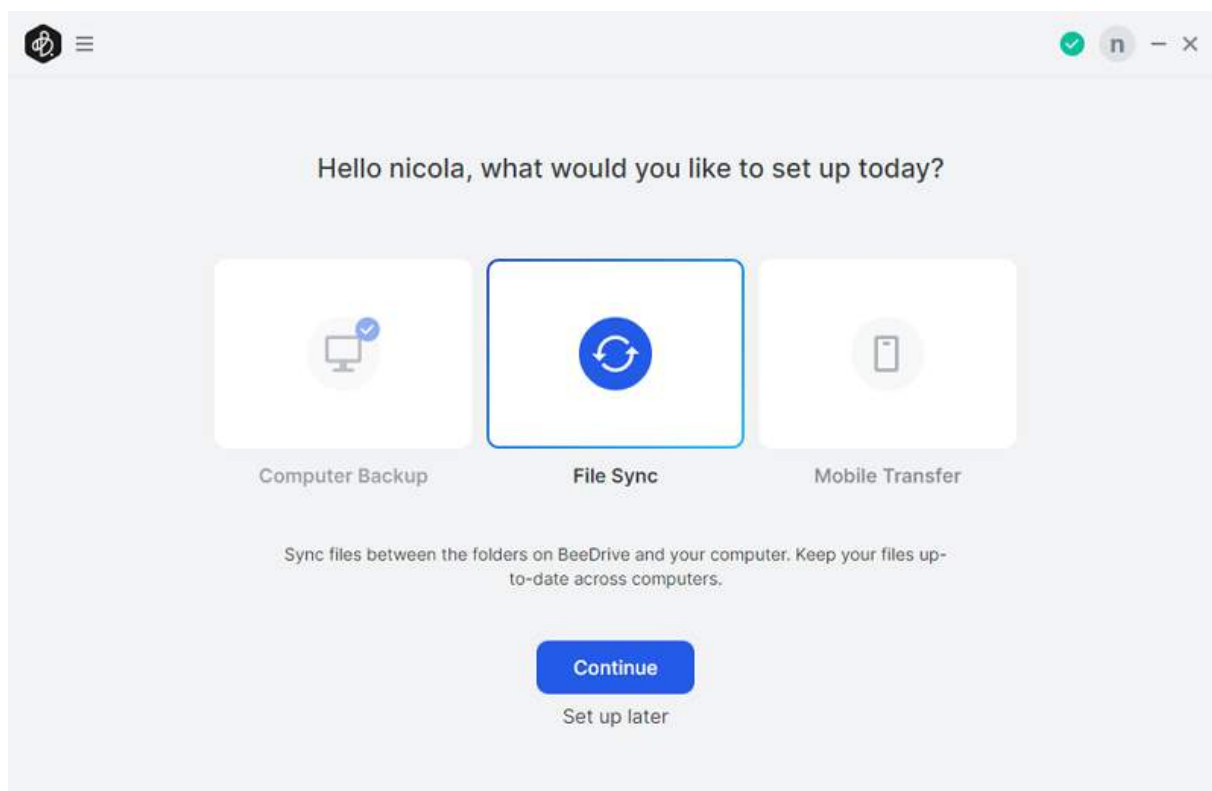 n
Hello nicola, what would you like to set up today?
Computer Backup
File Sync
Mobile Transfer
Sync files between the folders on BeeDrive and your computer. Keep your files up-
to-date across computers.
Continue
Set up later